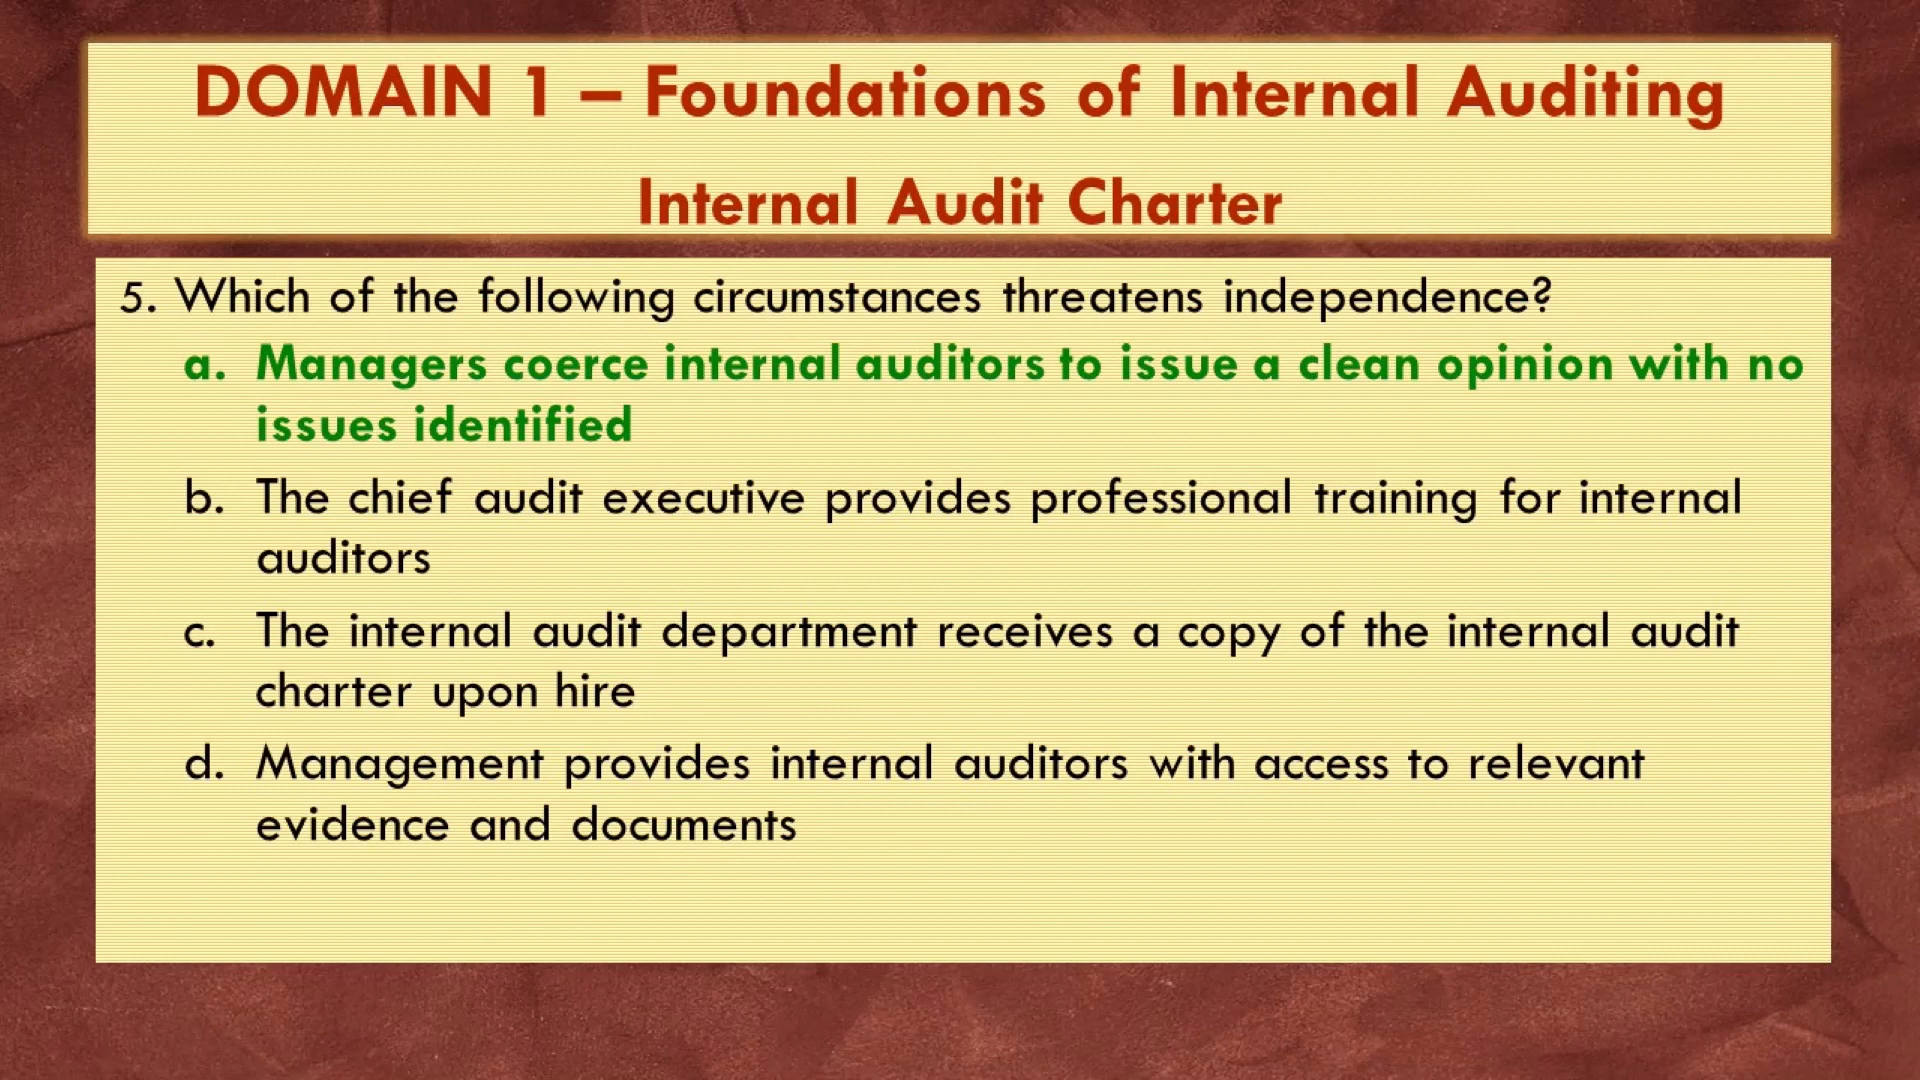 DOMAIN 1 – Foundations of Internal Auditing
Internal Audit Charter
5. Which of the following circumstances threatens independence?
a. Managers coerce internal auditors to issue a clean opinion with no
issues identified
b. The chief audit executive provides professional training for internal
auditors
c. The internal audit department receives a copy of the internal audit
charter upon hire
d. Management provides internal auditors with access to relevant
evidence and documents